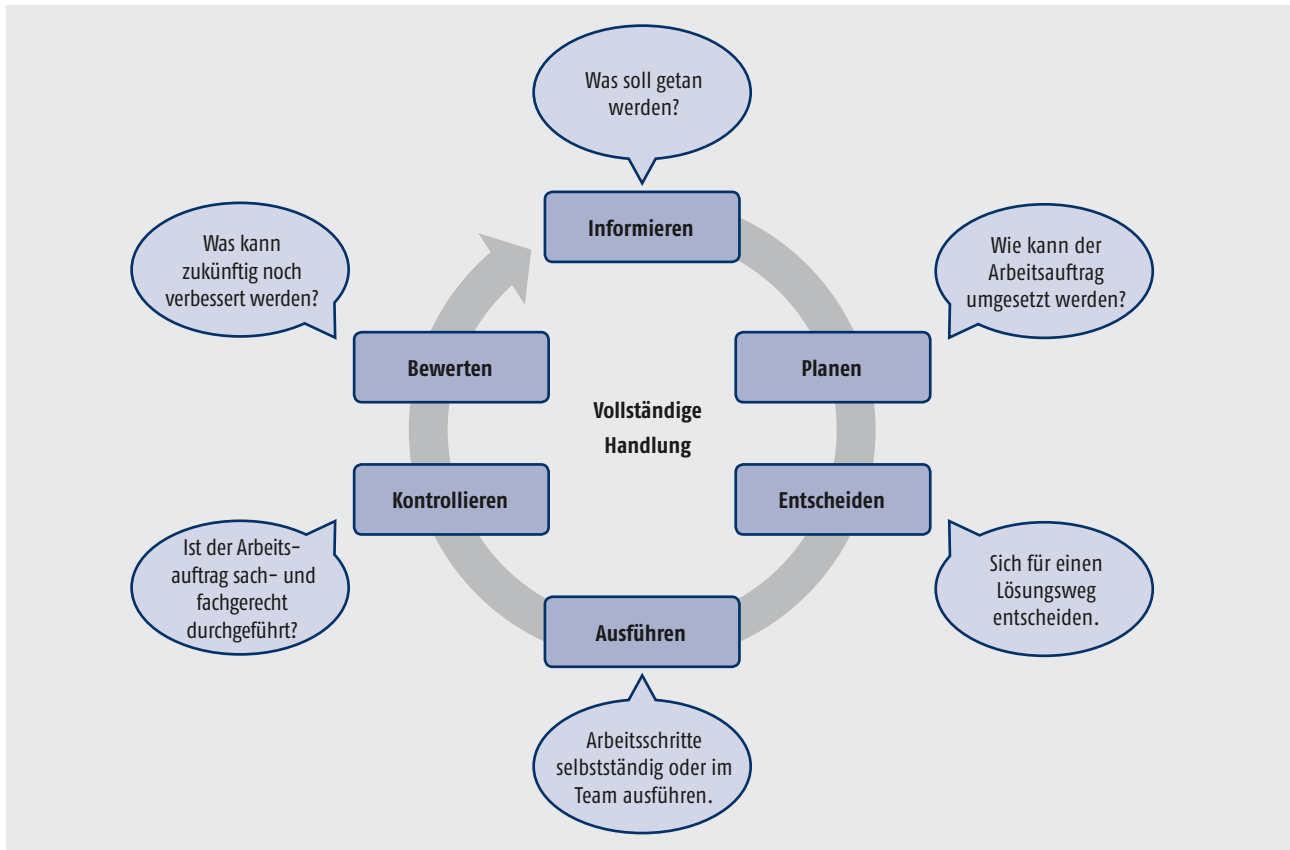 Was soll getan
werden?
Informieren
Wie kann der
Arbeitsauftrag
umgesetzt werden?
Planen
Entscheiden
Sich für einen
Lösungsweg
entscheiden.
Ausführen
Arbeitsschritte
selbstständig oder im
Team ausführen.
Kontrollieren
Ist der Arbeits-
auftrag sach- und
fachgerecht
durchgeführt?
Bewerten
Was kann
zukünftig noch
verbessert werden?
Vollständige
Handlung